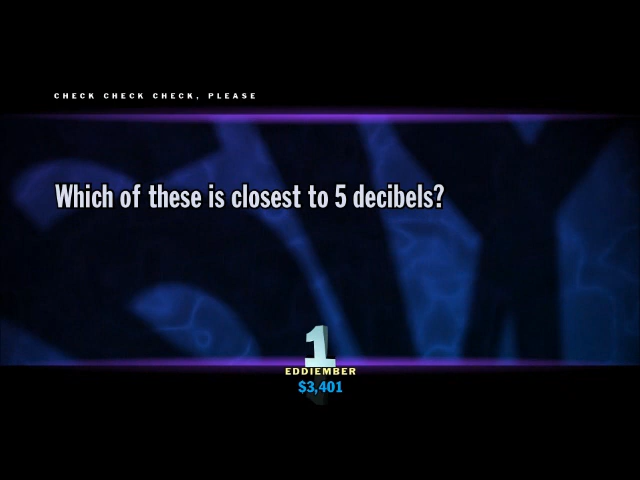 CHECK CHECK CHECK, PLEASE
Which of these is closest to 5 decibels?
1
EDDIEMBER
$3,401